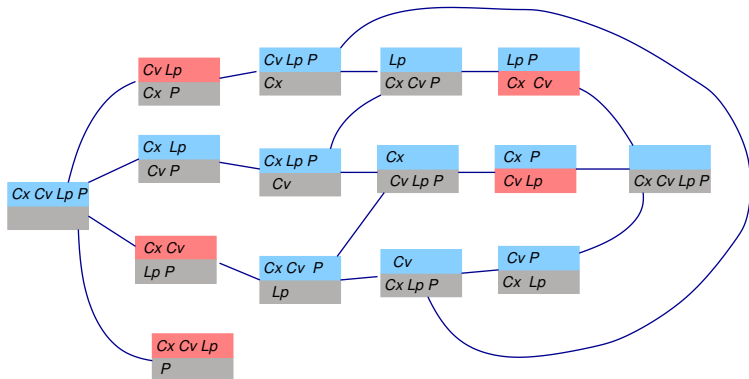 Cv Lp
Cx P
Cv Lp P
Cx
Lp
Cx Cv P
Lp P
Cx Cv
Cx Lp
Cv P
Cx Lp P
Cv
Cx
Cv Lp P
Cx P
Cv Lp
Cx Cv Lp P
Cx Cv Lp P
Cx Cv
Lp P
Cx Cv P
Lp
Cv
Cx Lp P
Cv P
Cx Lp
Cx Cv Lp
P